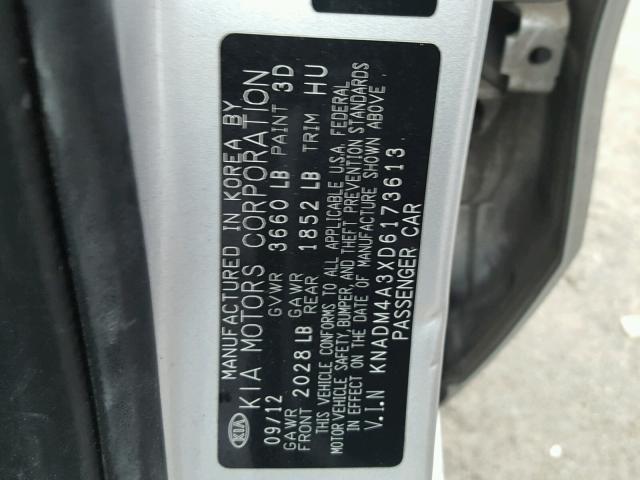 KIA
MANUFACTURED IN KOREA BY
KIA MOTORS CORPORATION
09/12 GVWR 3660 LB PAINT 3D
GAWR FRONT 2028 LB GAWR REAR 1852 LB TRIM HU
THIS VEHICLE CONFORMS TO ALL APPLICABLE U.S.A. FEDERAL
MOTOR VEHICLE SAFETY, BUMPER, AND THEFT PREVENTION STANDARDS
IN EFFECT ON THE DATE OF MANUFACTURE SHOWN ABOVE.
V.I.N KNADM4A3XD6173613
PASSENGER CAR